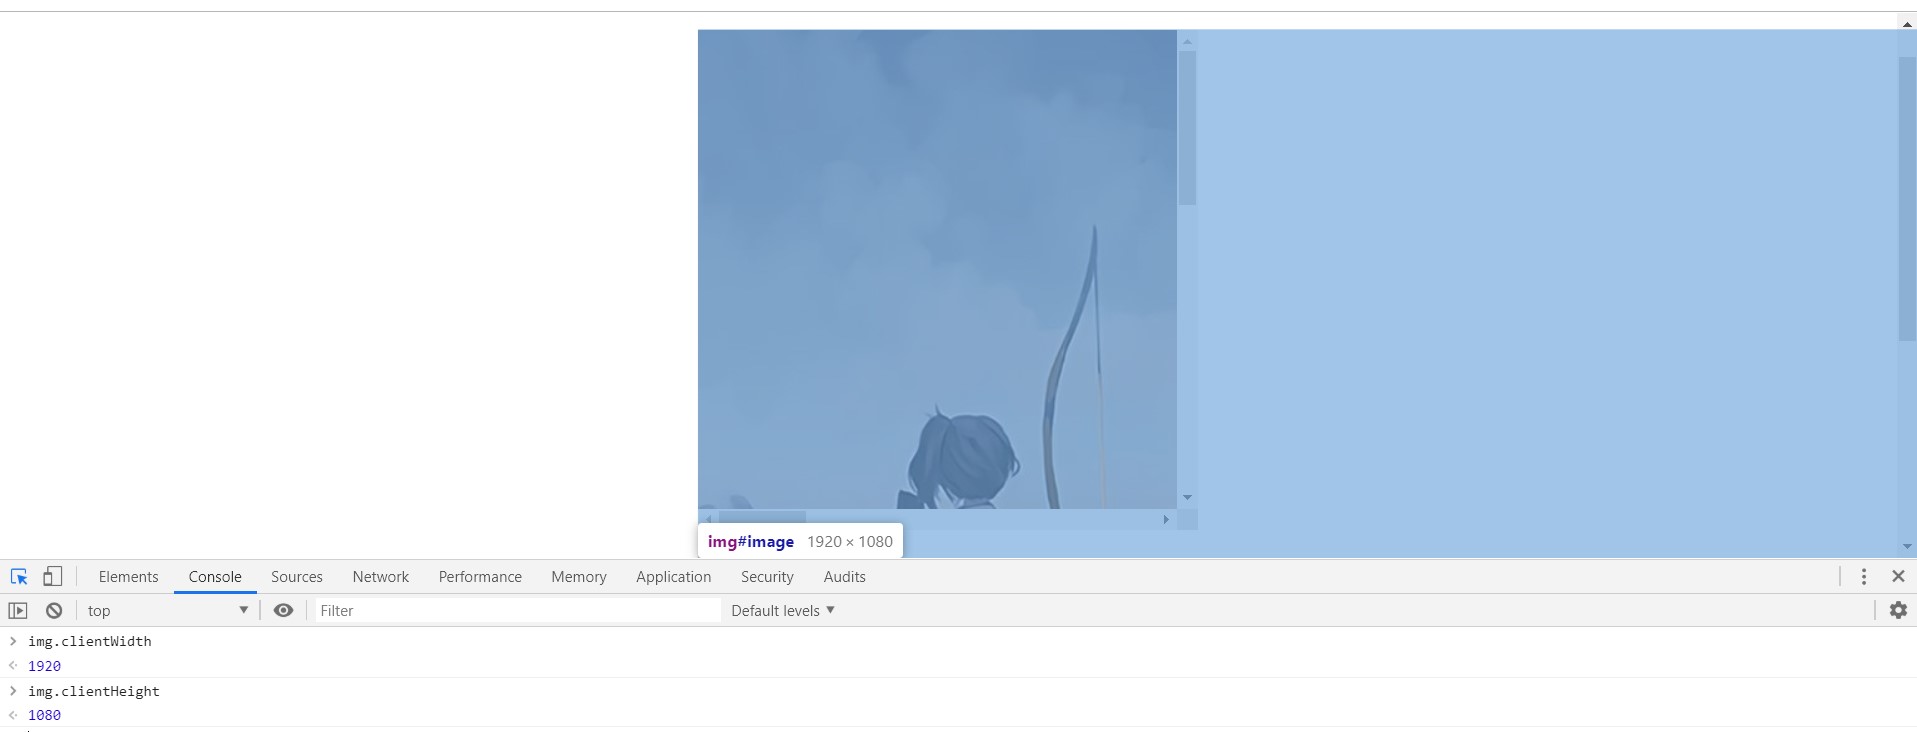 img#image 1920 × 1080
Elements Console Sources Network Performance Memory Application Security Audits
top Filter Default levels
img.clientWidth
1920
img.clientHeight
1080